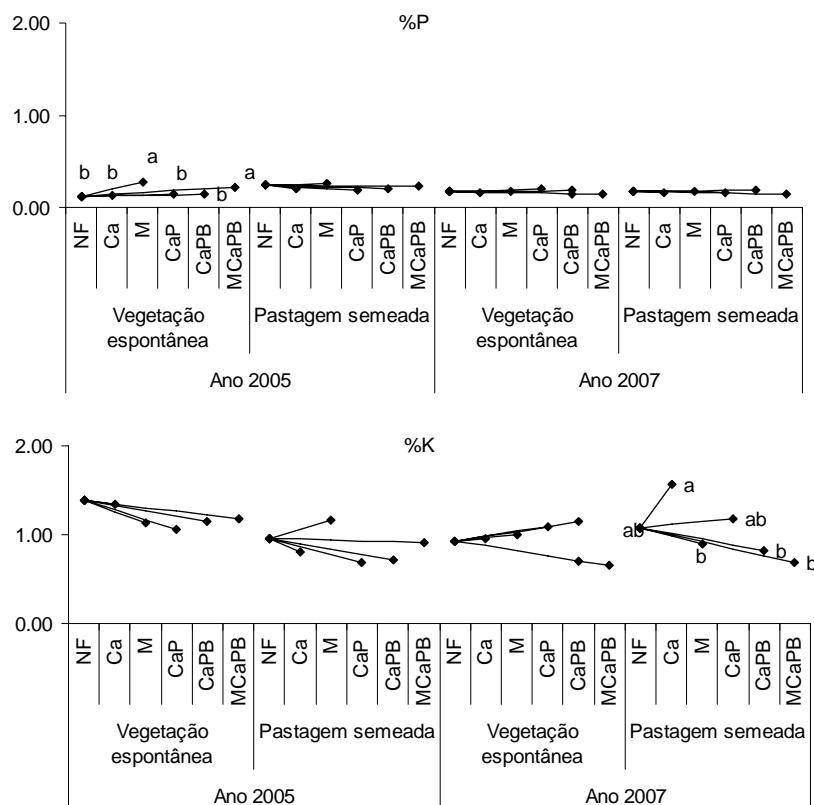 %P
2.00
1.00
0.00
b b a b b a
NF Ca M CaP CaPB MCaPB NF Ca M CaP CaPB MCaPB NF Ca M CaP CaPB MCaPB NF Ca M CaP CaPB MCaPB
Vegetação Pastagem semeada Vegetação Pastagem semeada
espontânea espontânea
Ano 2005 Ano 2007
%K
2.00
1.00
0.00
ab a ab b b b
NF Ca M CaP CaPB MCaPB NF Ca M CaP CaPB MCaPB NF Ca M CaP CaPB MCaPB NF Ca M CaP CaPB MCaPB
Vegetação Pastagem semeada Vegetação Pastagem semeada
espontânea espontânea
Ano 2005 Ano 2007